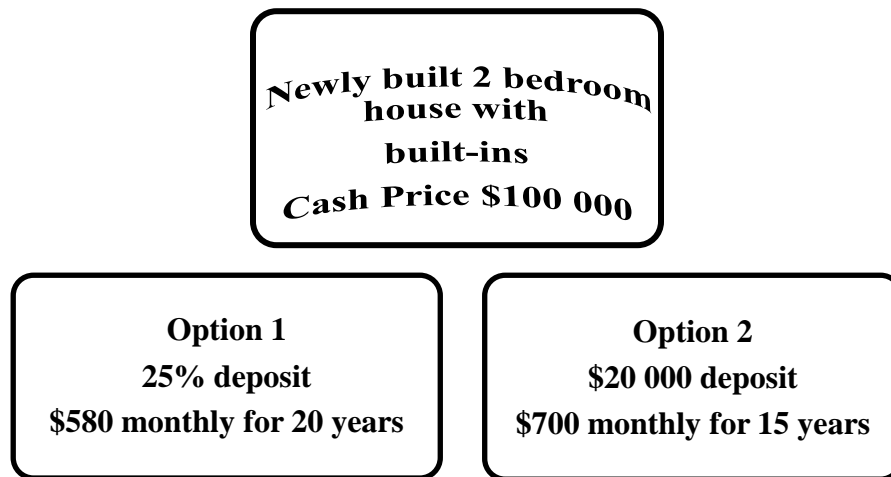 Newly built 2 bedroom
house with
built-ins
Cash Price $100 000
Option 1
25% deposit
$580 monthly for 20 years
Option 2
$20 000 deposit
$700 monthly for 15 years